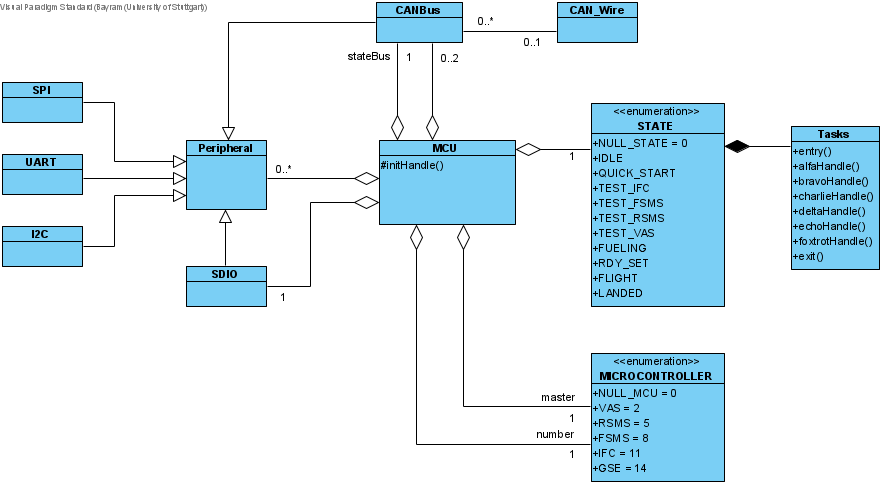 Visual Paradigm Standard (Bayram (University of Stuttgart))
CANBus
0..*
CAN_Wire
0..1
stateBus
1
0..2
SPI
UART
I2C
Peripheral
0..*
MCU
#initHandle()
1
<<enumeration>>
STATE
+NULL_STATE = 0
+IDLE
+QUICK_START
+TEST_IFC
+TEST_FSMS
+TEST_RSMS
+TEST_VAS
+FUELING
+RDY_SET
+FLIGHT
+LANDED
Tasks
+entry()
+alfaHandle()
+bravoHandle()
+charlieHandle()
+deltaHandle()
+echoHandle()
+foxtrotHandle()
+exit()
SDIO
1
<<enumeration>>
MICROCONTROLLER
+NULL_MCU = 0
+VAS = 2
+RSMS = 5
+FSMS = 8
+IFC = 11
+GSE = 14
master
1
number
1